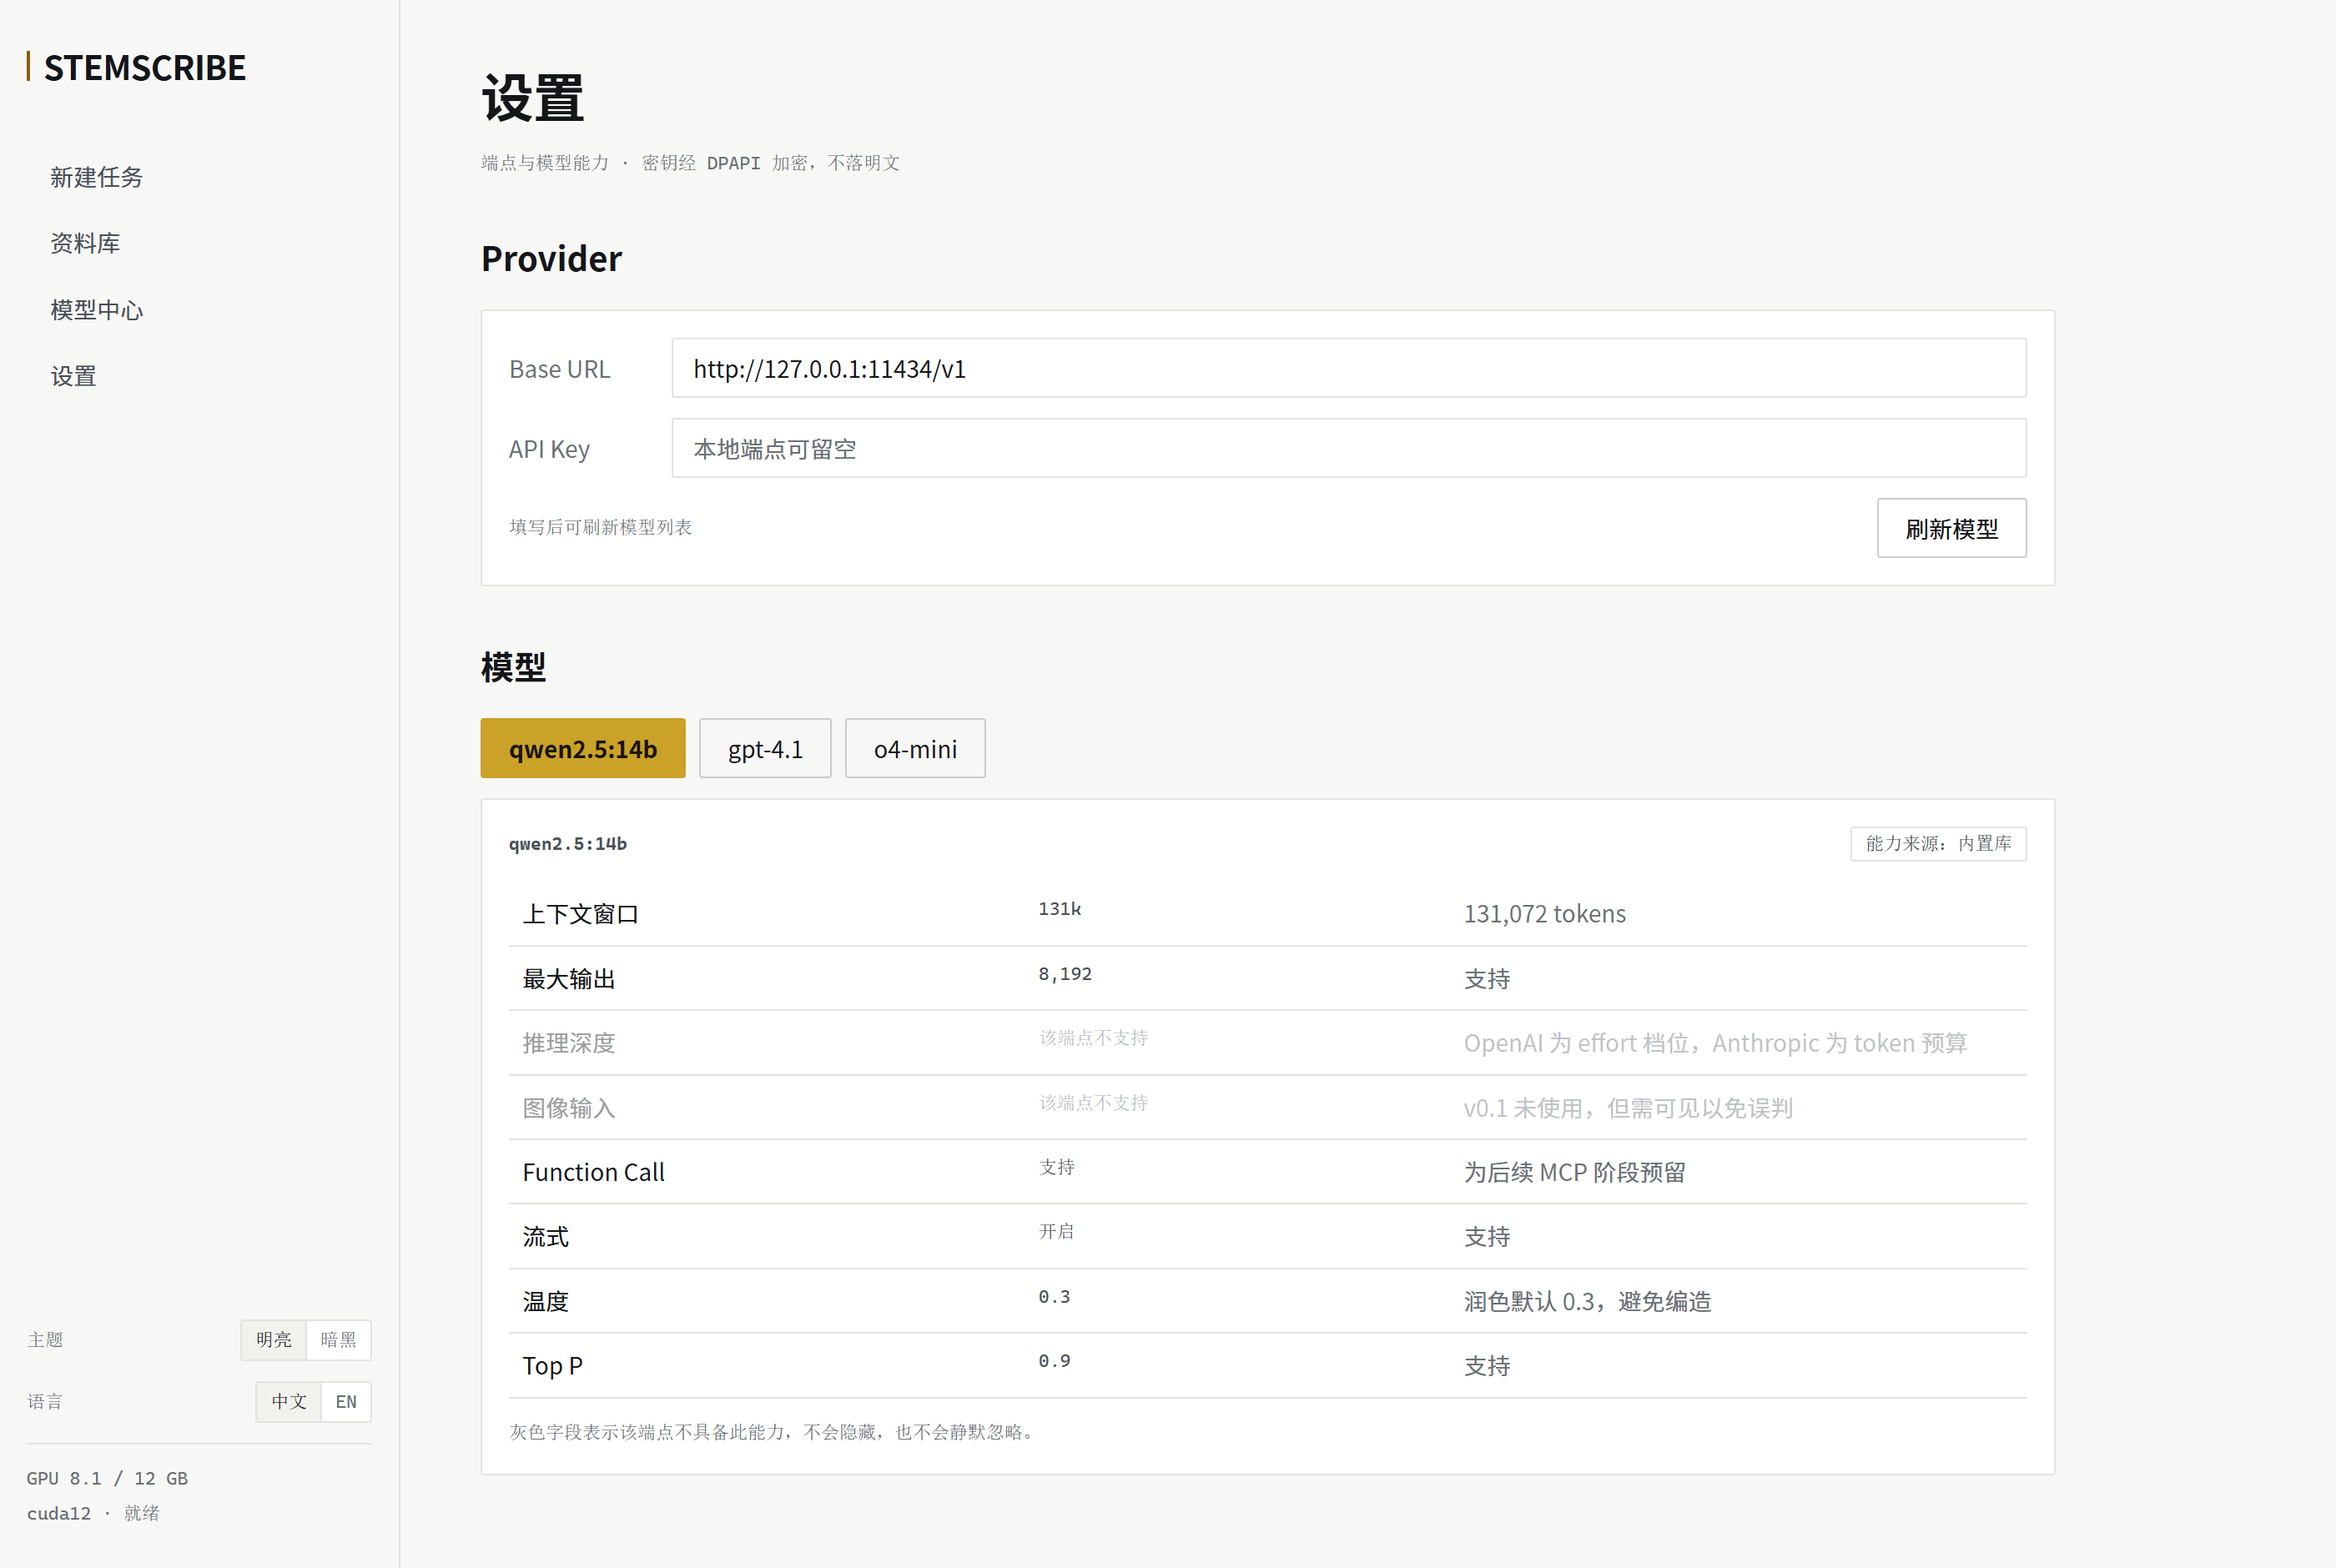 STEMSCRIBE
新建任务
资料库
模型中心
设置
主题 明亮 暗黑
语言 中文 EN
GPU 8.1 / 12 GB
cuda12 · 就绪
设置
端点与模型能力 · 密钥经 DPAPI 加密，不落明文
Provider
Base URL http://127.0.0.1:11434/v1
API Key 本地端点可留空
填写后可刷新模型列表 刷新模型
模型
qwen2.5:14b gpt-4.1 o4-mini
qwen2.5:14b 能力来源：内置库
上下文窗口 131k 131,072 tokens
最大输出 8,192 支持
推理深度 该端点不支持 OpenAI 为 effort 档位，Anthropic 为 token 预算
图像输入 该端点不支持 v0.1 未使用，但需可见以免误判
Function Call 支持 为后续 MCP 阶段预留
流式 开启 支持
温度 0.3 润色默认 0.3，避免编造
Top P 0.9 支持
灰色字段表示该端点不具备此能力，不会隐藏，也不会静默忽略。